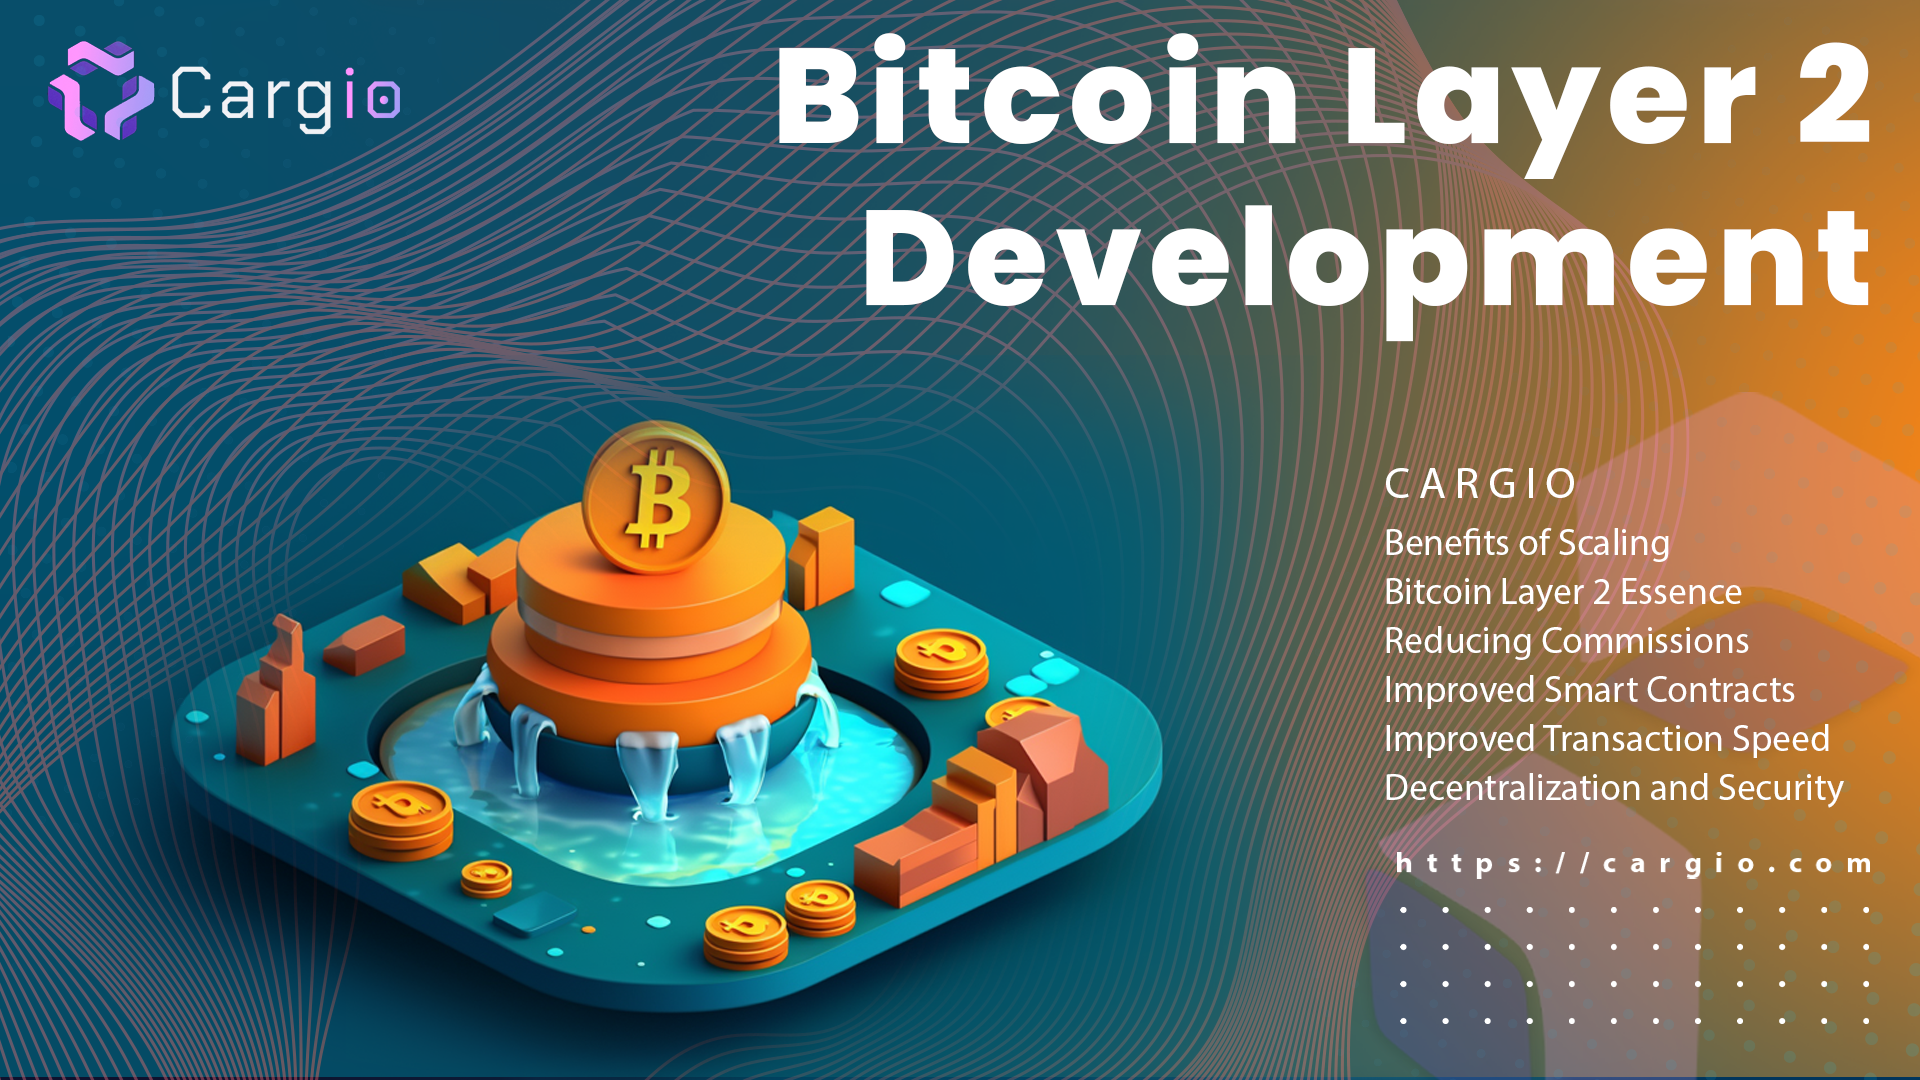 Cargio
Bitcoin Layer 2
Development
CARGIO
Benefits of Scaling
Bitcoin Layer 2 Essence
Reducing Commissions
Improved Smart Contracts
Improved Transaction Speed
Decentralization and Security
https://cargio.com